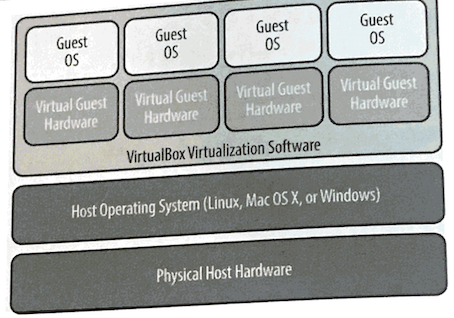 Guest Guest Guest Guest
OS OS OS OS
Virtual Guest Virtual Guest Virtual Guest Virtual Guest
Hardware Hardware Hardware Hardware
VirtualBox Virtualization Software
Host Operating System (Linux, Mac OS X, or Windows)
Physical Host Hardware